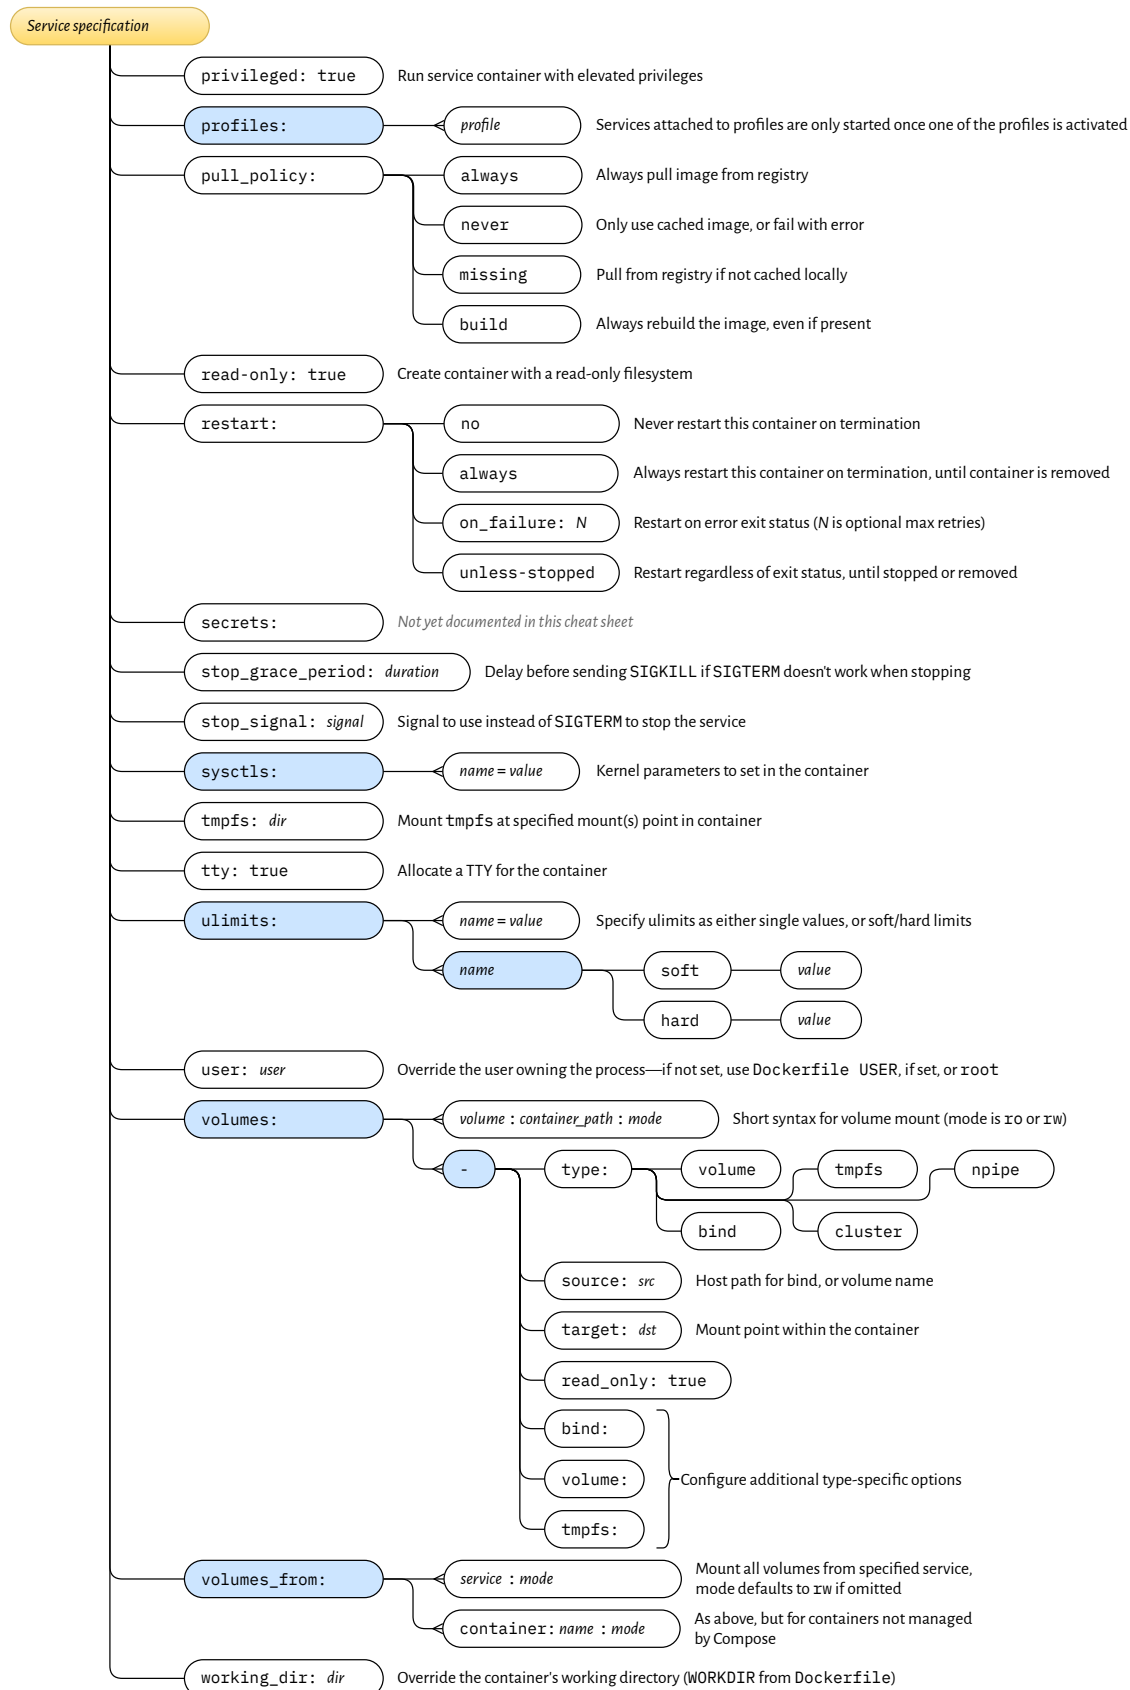 Service specification
privileged: true Run service container with elevated privileges
profiles: profile Services attached to profiles are only started once one of the profiles is activated
pull_policy: always Always pull image from registry
never Only use cached image, or fail with error
missing Pull from registry if not cached locally
build Always rebuild the image, even if present
read-only: true Create container with a read-only filesystem
restart: no Never restart this container on termination
always Always restart this container on termination, until container is removed
on_failure: N Restart on error exit status (N is optional max retries)
unless-stopped Restart regardless of exit status, until stopped or removed
secrets: Not yet documented in this cheat sheet
stop_grace_period: duration Delay before sending SIGKILL if SIGTERM doesn't work when stopping
stop_signal: signal Signal to use instead of SIGTERM to stop the service
sysctls: name = value Kernel parameters to set in the container
tmpfs: dir Mount tmpfs at specified mount(s) point in container
tty: true Allocate a TTY for the container
ulimits: name = value Specify ulimits as either single values, or soft/hard limits
name soft value
hard value
user: user Override the user owning the process—if not set, use Dockerfile USER, if set, or root
volumes: volume : container_path : mode Short syntax for volume mount (mode is ro or rw)
- type: volume tmpfs npipe
bind cluster
source: src Host path for bind, or volume name
target: dst Mount point within the container
read_only: true
bind:
volume: Configure additional type-specific options
tmpfs:
volumes_from: service : mode Mount all volumes from specified service,
mode defaults to rw if omitted
container: name : mode As above, but for containers not managed
by Compose
working_dir: dir Override the container's working directory (WORKDIR from Dockerfile)